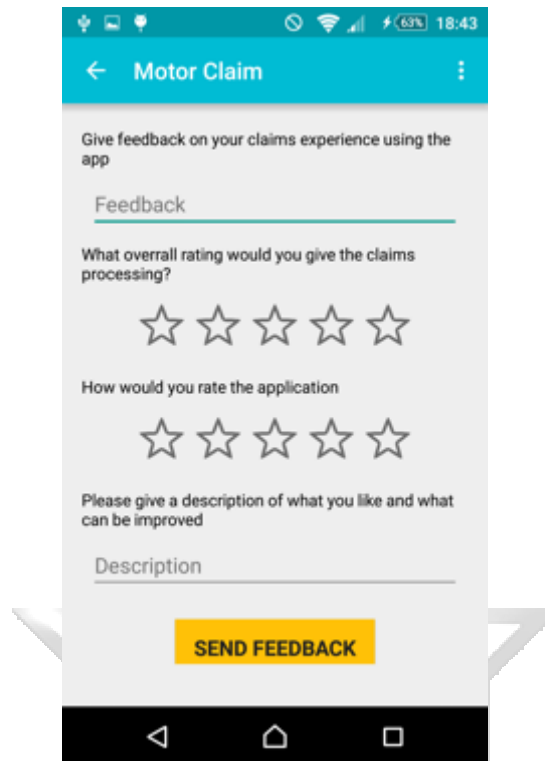 63% 18:43
Motor Claim
Give feedback on your claims experience using the
app
Feedback
What overrall rating would you give the claims
processing?
How would you rate the application
Please give a description of what you like and what
can be improved
Description
SEND FEEDBACK